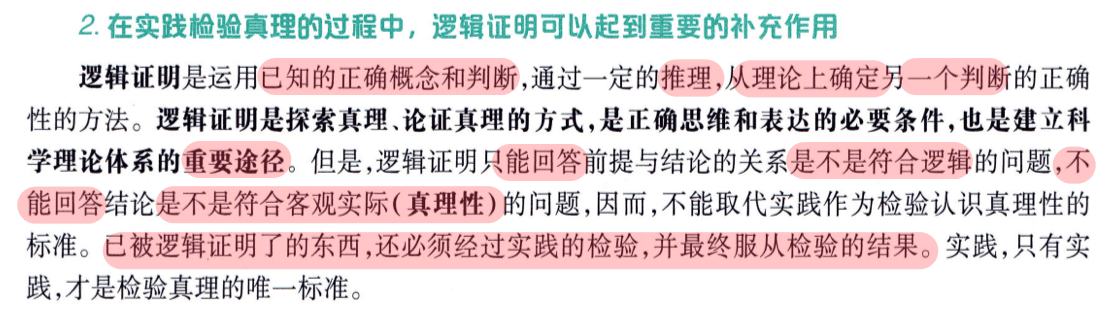 2. 在实践检验真理的过程中，逻辑证明可以起到重要的补充作用
逻辑证明是运用已知的正确概念和判断,通过一定的推理,从理论上确定另一个判断的正确
性的方法。逻辑证明是探索真理、论证真理的方式,是正确思维和表达的必要条件,也是建立科
学理论体系的重要途径。但是,逻辑证明只能回答前提与结论的关系是不是符合逻辑的问题,不
能回答结论是不是符合客观实际(真理性)的问题,因而,不能取代实践作为检验认识真理性的
标准。已被逻辑证明了的东西,还必须经过实践的检验,并最终服从检验的结果。实践,只有实
践,才是检验真理的唯一标准。